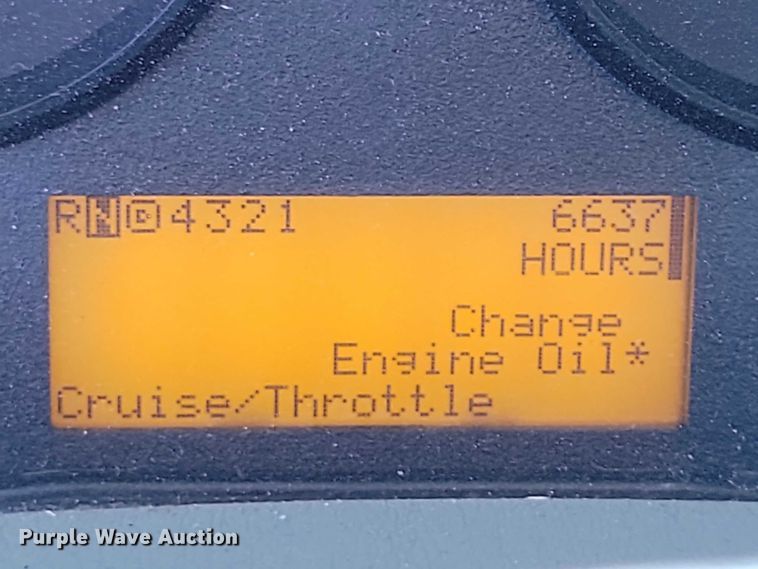 RND4321 6637
HOURS
Change
Engine Oil*
Cruise/Throttle
Purple Wave Auction